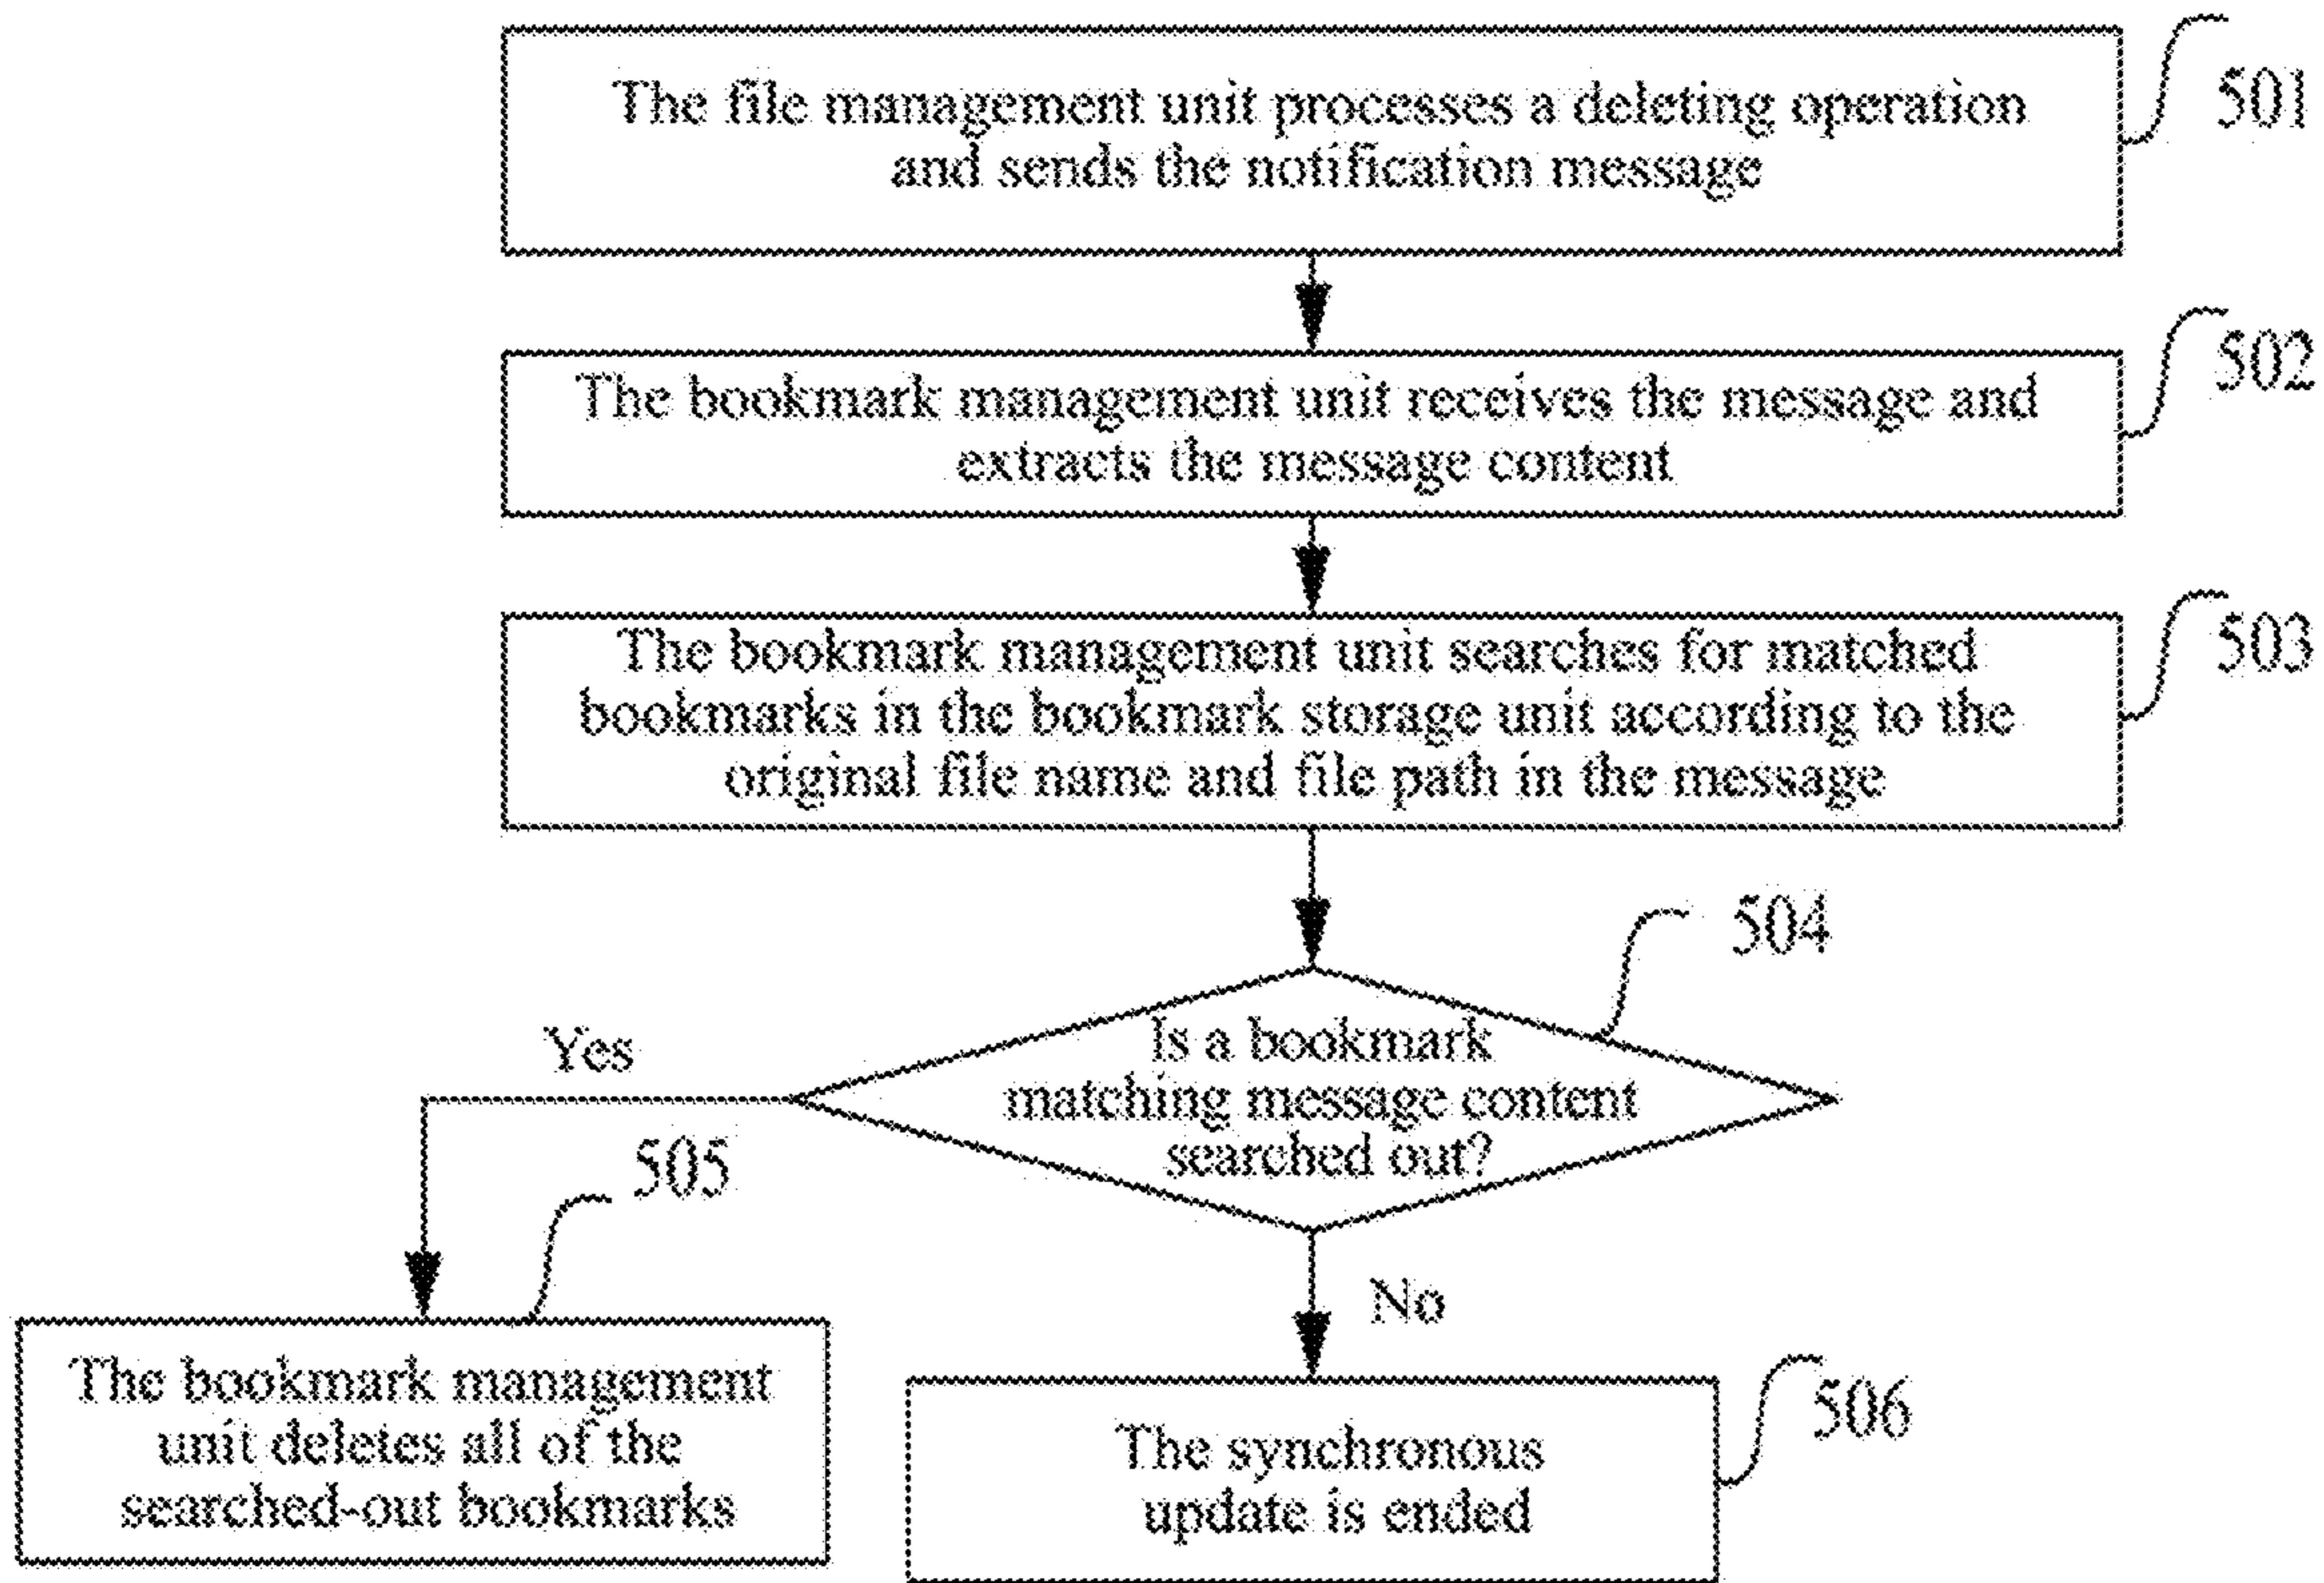 The file management unit processes a deleting operation
and sends the notification message
501
The bookmark management unit receives the message and
extracts the message content
502
The bookmark management unit searches for matched
bookmarks in the bookmark storage unit according to the
original file name and file path in the message
503
504
Is a bookmark
matching message content
searched out?
Yes
505
No
The bookmark management
unit deletes all of the
searched-out bookmarks
506
The synchronous
update is ended